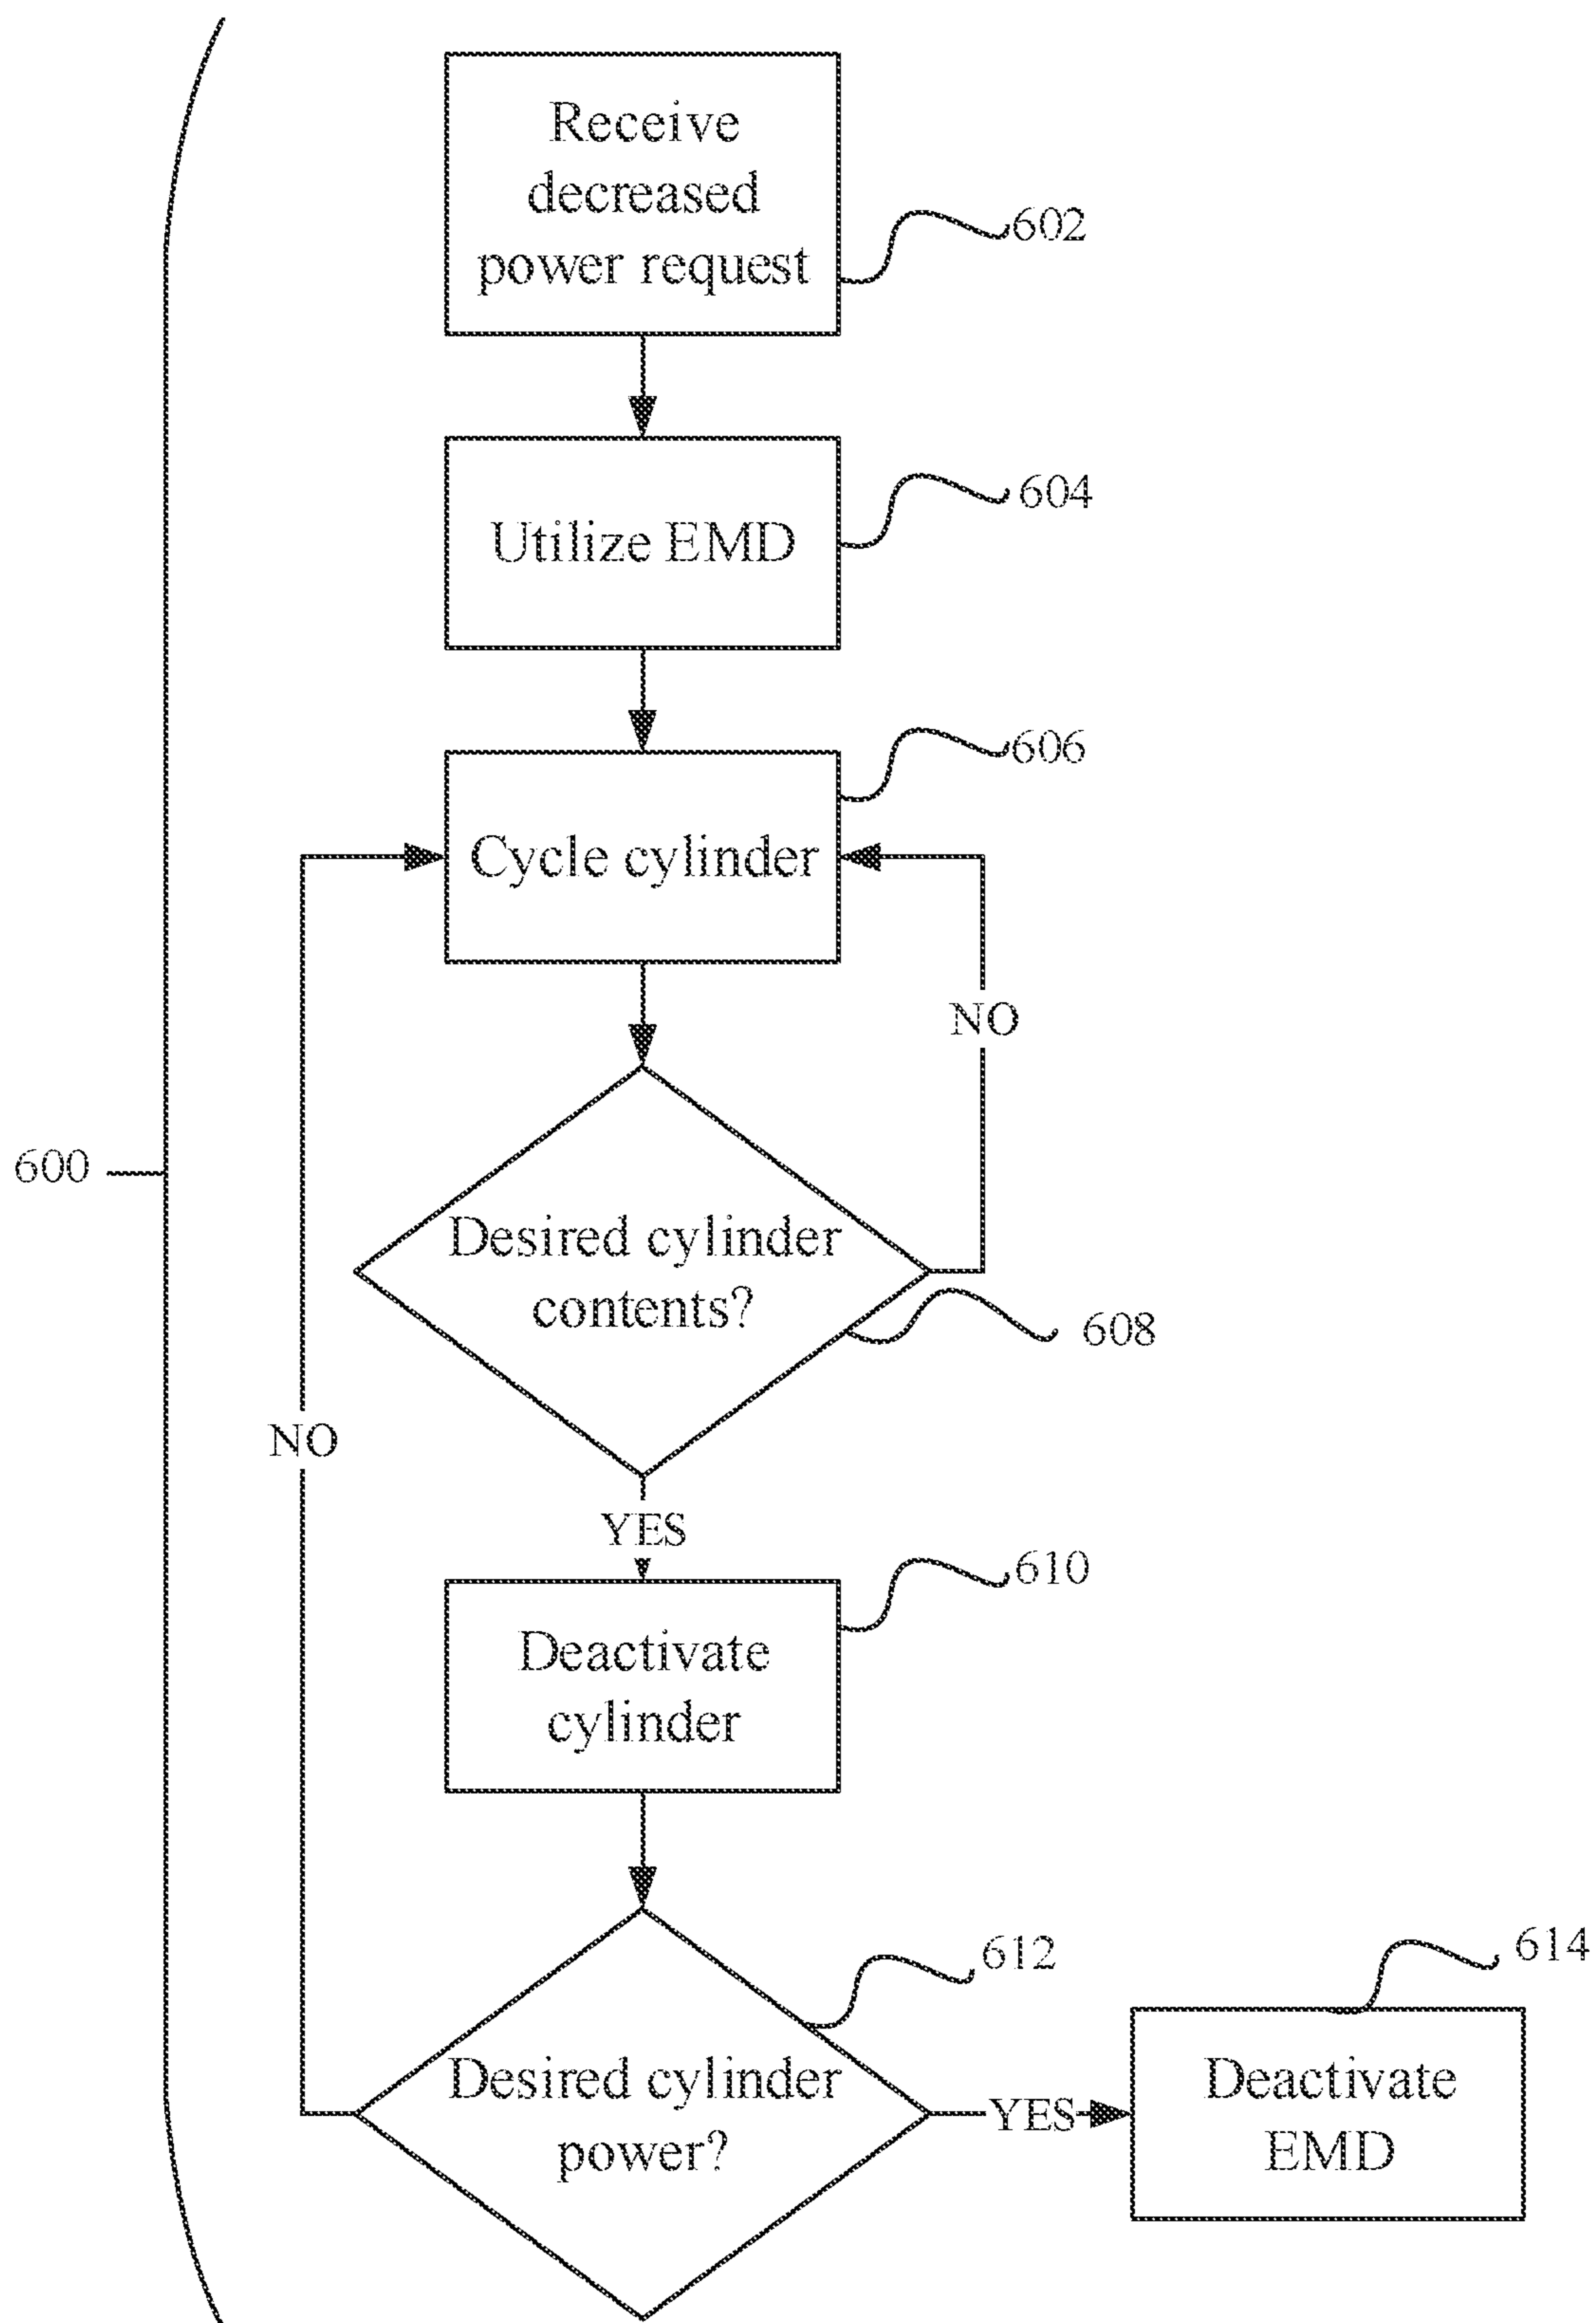 Receive
decreased
power request
602
Utilize EMD
604
606
Cycle cylinder
NO
600
Desired cylinder
contents?
608
NO
YES
610
Deactivate
cylinder
612
614
Desired cylinder
power?
YES
Deactivate
EMD